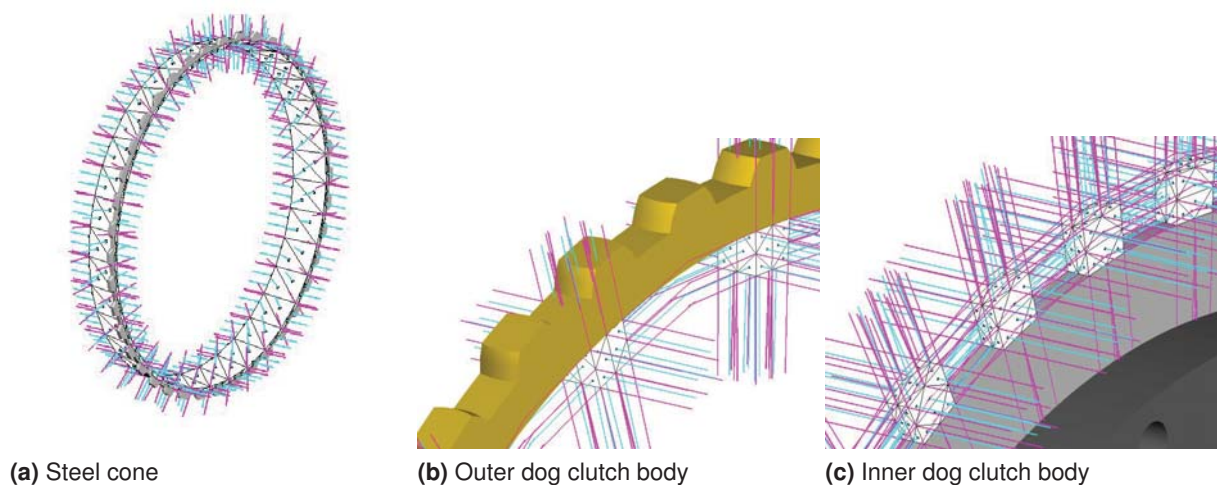 (a) Steel cone
(b) Outer dog clutch body
(c) Inner dog clutch body